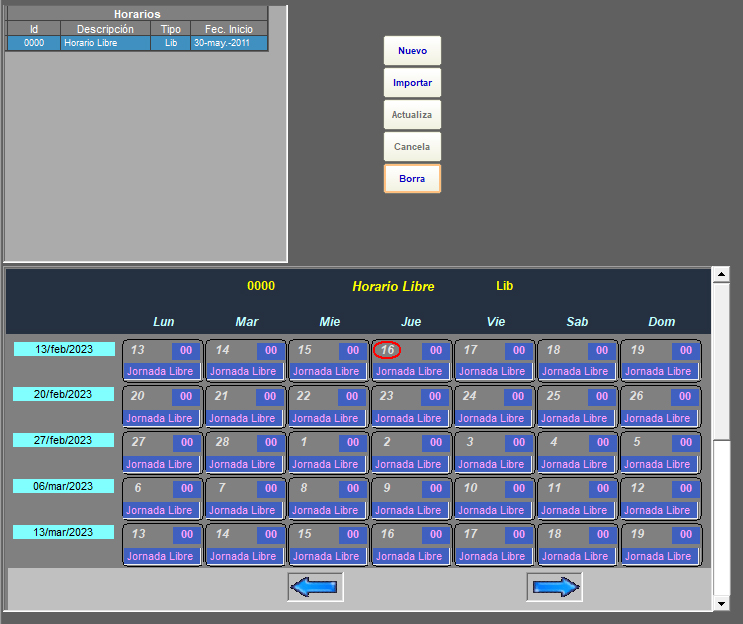 Horarios
Id Descripción Tipo Fec. Inicio
0000 Horario Libre Lib 30-may.-2011
Nuevo
Importar
Actualiza
Cancela
Borra
0000 Horario Libre Lib
Lun Mar Mie Jue Vie Sab Dom
13/feb/2023 13 00 14 00 15 00 16 00 17 00 18 00 19 00
Jornada Libre Jornada Libre Jornada Libre Jornada Libre Jornada Libre Jornada Libre Jornada Libre
20/feb/2023 20 00 21 00 22 00 23 00 24 00 25 00 26 00
Jornada Libre Jornada Libre Jornada Libre Jornada Libre Jornada Libre Jornada Libre Jornada Libre
27/feb/2023 27 00 28 00 1 00 2 00 3 00 4 00 5 00
Jornada Libre Jornada Libre Jornada Libre Jornada Libre Jornada Libre Jornada Libre Jornada Libre
06/mar/2023 6 00 7 00 8 00 9 00 10 00 11 00 12 00
Jornada Libre Jornada Libre Jornada Libre Jornada Libre Jornada Libre Jornada Libre Jornada Libre
13/mar/2023 13 00 14 00 15 00 16 00 17 00 18 00 19 00
Jornada Libre Jornada Libre Jornada Libre Jornada Libre Jornada Libre Jornada Libre Jornada Libre